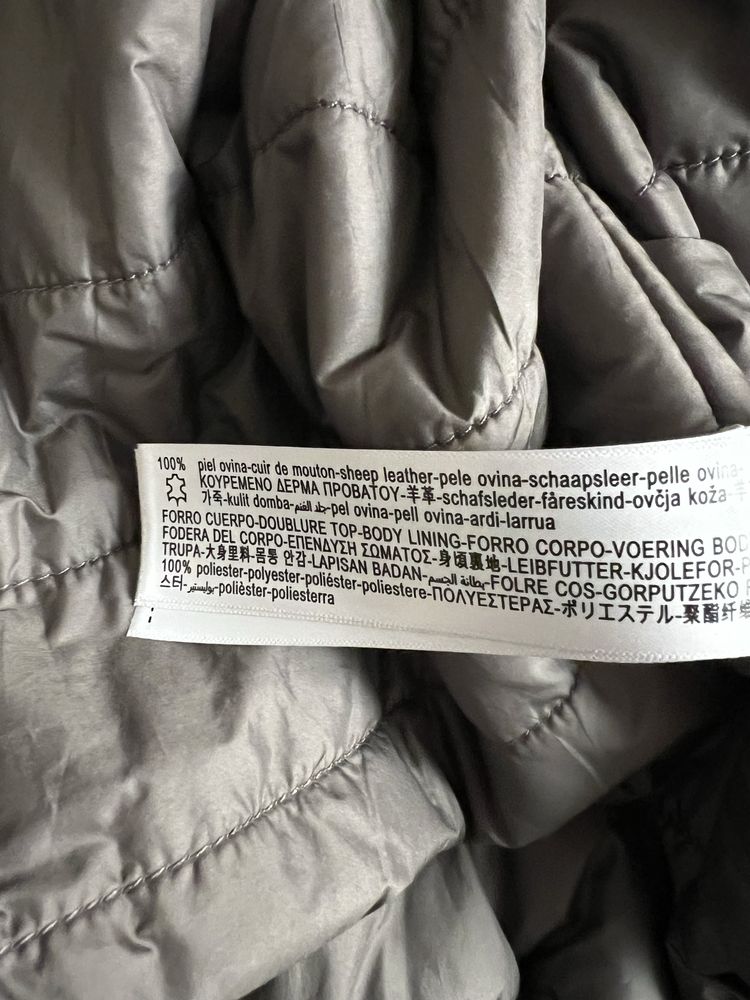 100% piel ovina-cuir de mouton-sheep leather-pele ovina-schaapsleer-pelle ovina-
ΚΟΥΡΕΜΕΝΟ ΔΕΡΜΑ ΠΡΟΒΑΤΟΥ-羊革-schafsleder-fåreskind-ovčja koža-羊
가죽-kulit domba-جلد الغنم-pel ovina-pell ovina-ardi-larrua
FORRO CUERPO-DOUBLURE TOP-BODY LINING-FORRO CORPO-VOERING BOD
FODERA DEL CORPO-ΕΠΕΝΔΥΣΗ ΣΩΜΑΤΟΣ-身頃裏地-LEIBFUTTER-KJOLEFOR-P
TRUPA-大身里料-몸통 안감-LAPISAN BADAN-بطانة الجسم-FOLRE COS-GORPUTZEKO
100% poliester-polyester-poliéster-poliestere-ΠΟΛΥΕΣΤΕΡΑΣ-ポリエステル-聚酯纤
스터-بوليستير-polièster-poliesterra